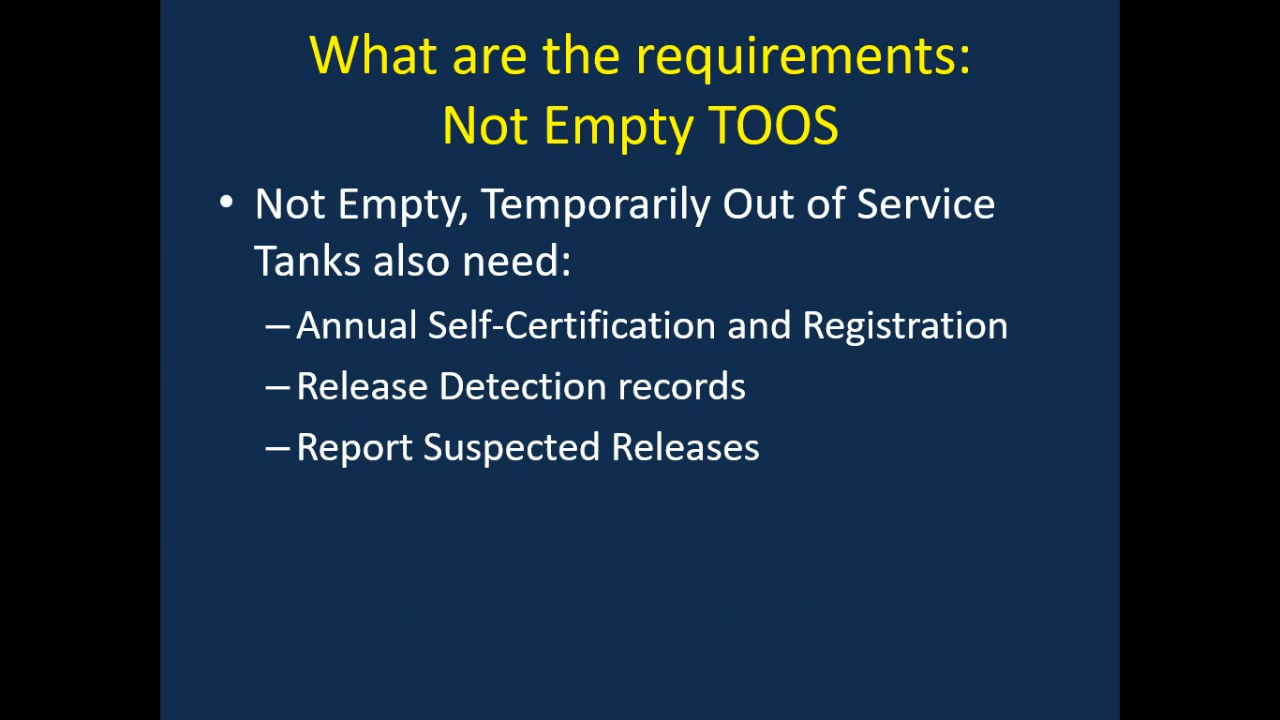 What are the requirements:
Not Empty TOOS
• Not Empty, Temporarily Out of Service
Tanks also need:
– Annual Self-Certification and Registration
– Release Detection records
– Report Suspected Releases